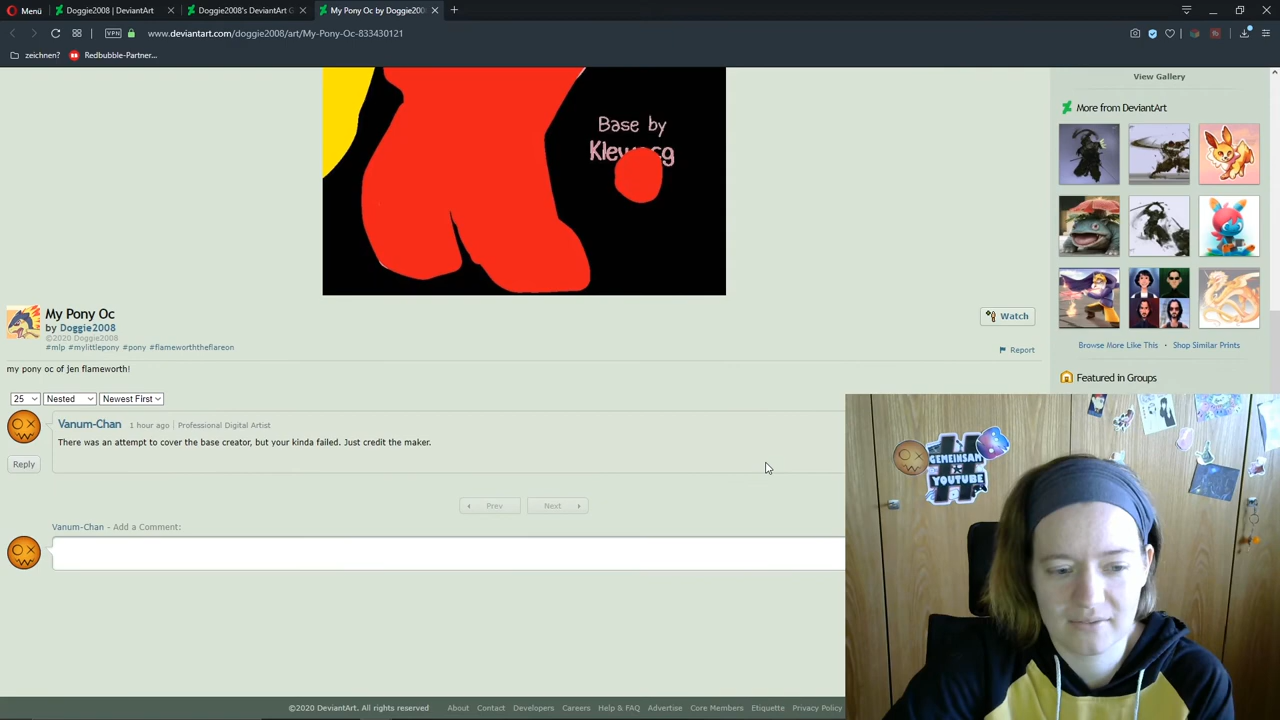 Menü
Doggie2008 | DeviantArt
Doggie2008's DeviantArt G
My Pony Oc by Doggie200
VPN
www.deviantart.com/doggie2008/art/My-Pony-Oc-833430121
zeichnen?
Redbubble-Partner...
Base by
View Gallery
More from DeviantArt
Browse More Like This · Shop Similar Prints
Featured in Groups
My Pony Oc
by Doggie2008
©2020 Doggie2008
#mlp #mylittlepony #pony #flameworththeflareon
Watch
Report
my pony oc of jen flameworth!
25
Nested
Newest First
Vanum-Chan 1 hour ago Professional Digital Artist
There was an attempt to cover the base creator, but your kinda failed. Just credit the maker.
Reply
Prev
Next
Vanum-Chan - Add a Comment:
GEMEINSAM
YOUTUBE
©2020 DeviantArt. All rights reserved
About Contact Developers Careers Help & FAQ Advertise Core Members Etiquette Privacy Policy